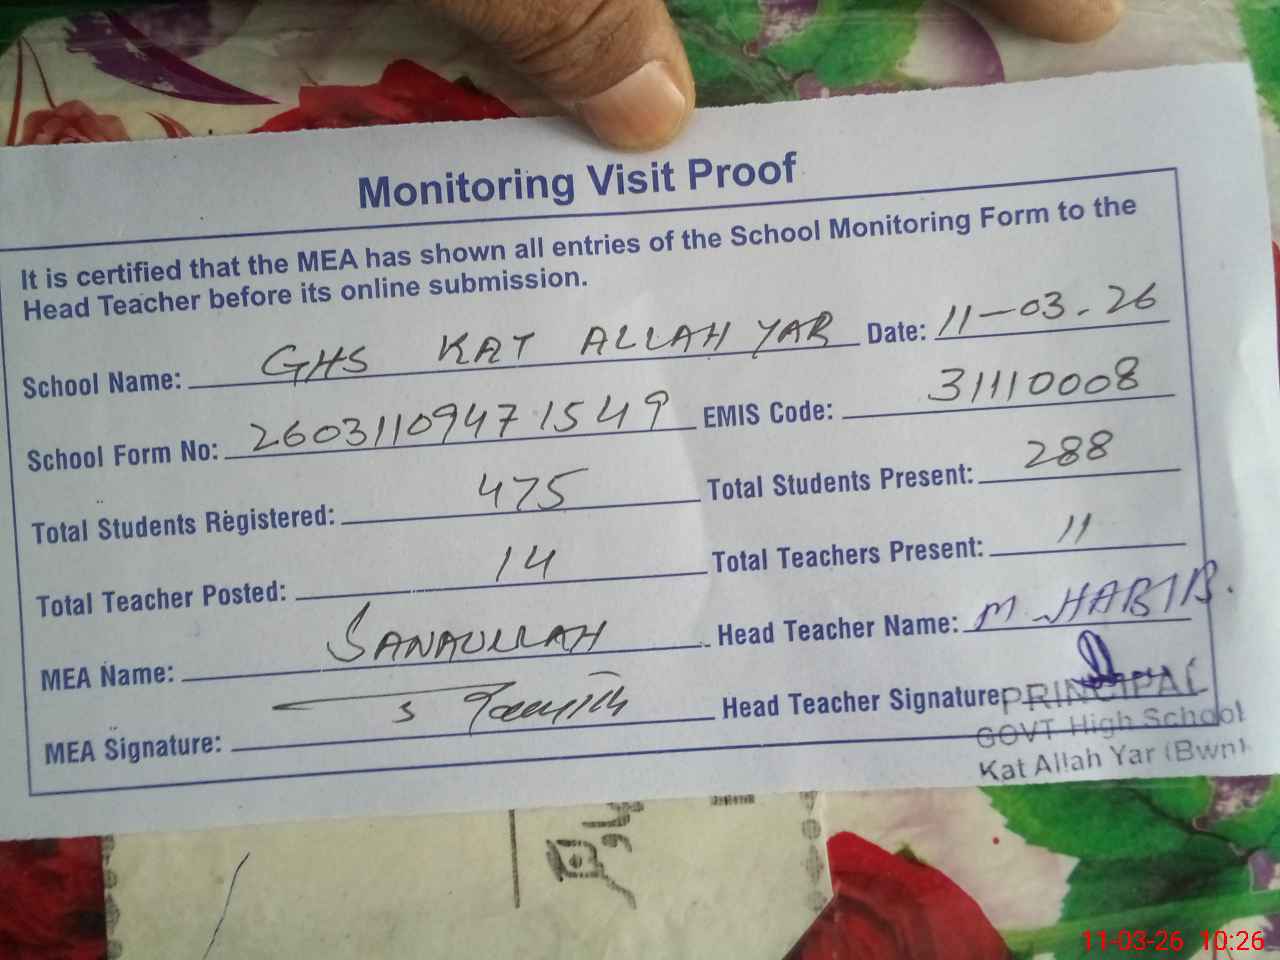 Monitoring Visit Proof
It is certified that the MEA has shown all entries of the School Monitoring Form to the
Head Teacher before its online submission.
School Name: GHS KAT ALLAH YAR Date: 11-03-26
School Form No: 26031109471549 EMIS Code: 31110008
Total Students Registered: 475 Total Students Present: 288
Total Teacher Posted: 14 Total Teachers Present: 11
MEA Name: SANAULLAH Head Teacher Name: M HABIB.
MEA Signature: Head Teacher Signature
PRINCIPAL
GOVT High School
Kat Allah Yar (Bwn)
11-03-26 10:26